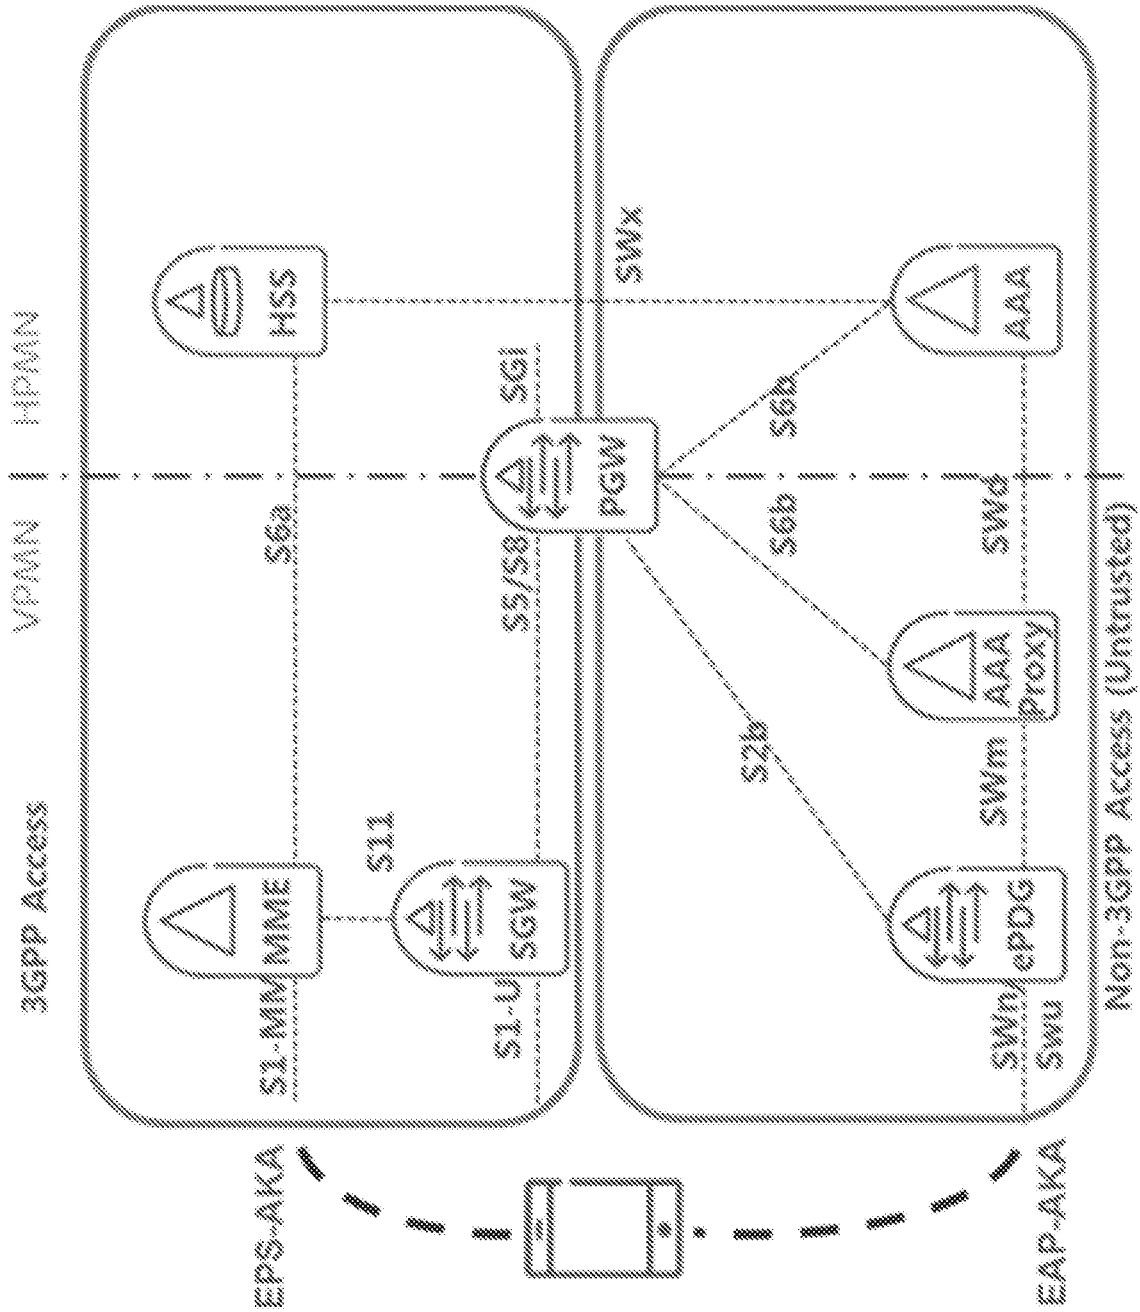 3GPP Access
VPMN
HPMN
EPS-AKA
S1-MM
MME
S6a
HSS
S11
S1-U
SGW
S5/S8
SGi
PGW
SWx
S2b
S6b
S6b
EAP-AKA
SWn/
Swu
ePDG
SWm
AAA
Proxy
SWd
AAA
Non-3GPP Access (Untrusted)